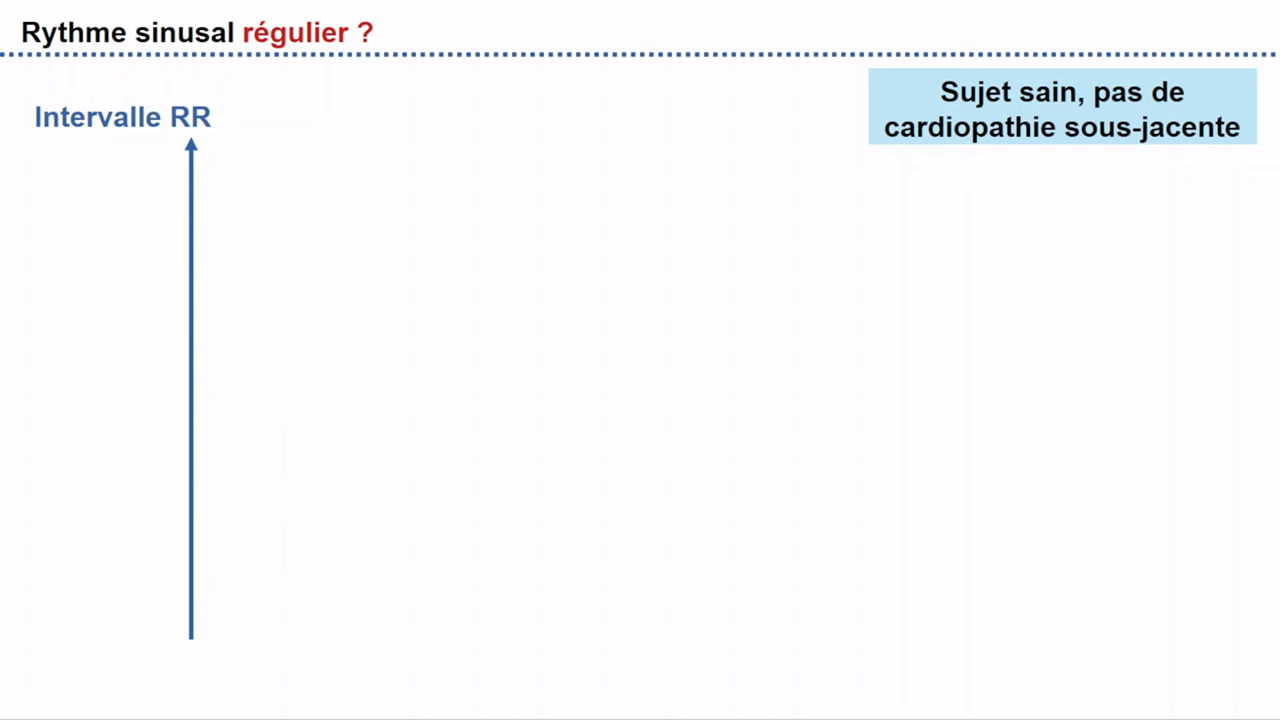 Rythme sinusal régulier ?
Intervalle RR
Sujet sain, pas de
cardiopathie sous-jacente